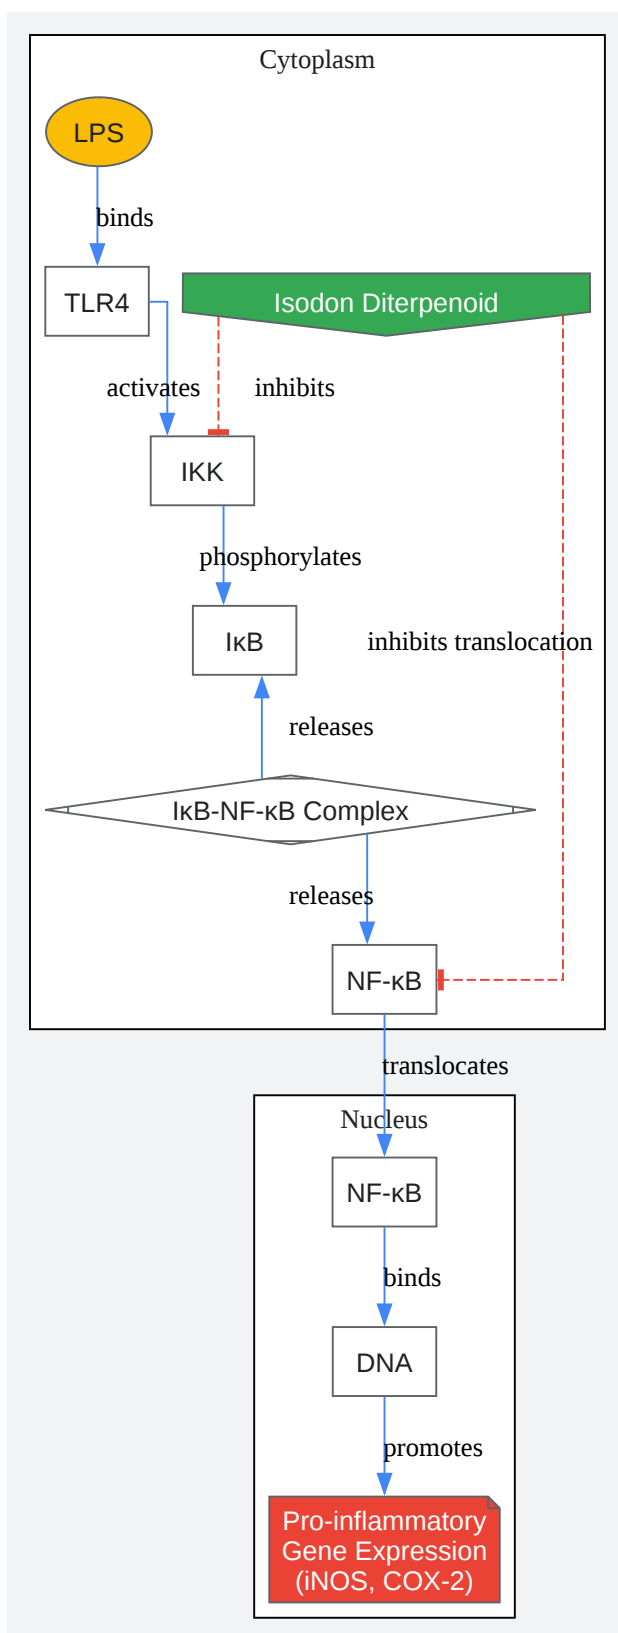 Cytoplasm
LPS
binds
TLR4
Isodon Diterpenoid
activates
inhibits
IKK
phosphorylates
IκB
inhibits translocation
releases
IκB-NF-κB Complex
releases
NF-κB
translocates
Nucleus
NF-κB
binds
DNA
promotes
Pro-inflammatory
Gene Expression
(iNOS, COX-2)